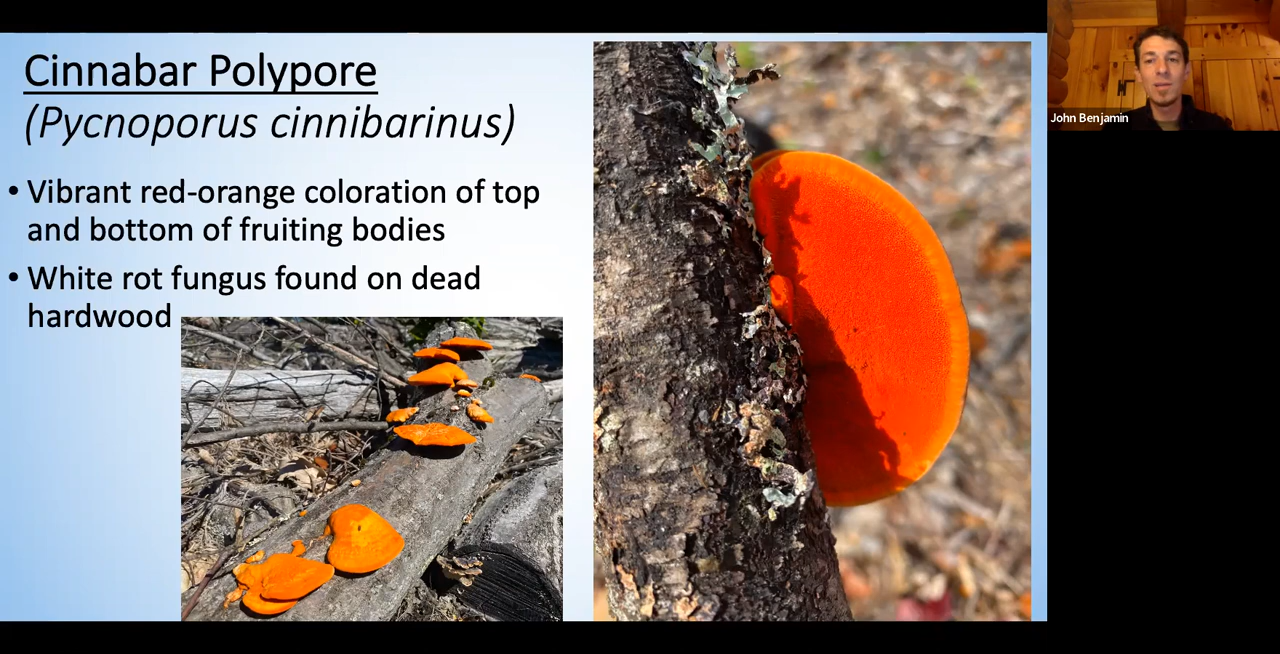 Cinnabar Polypore
(Pycnoporus cinnibarinus)
• Vibrant red-orange coloration of top
and bottom of fruiting bodies
• White rot fungus found on dead
hardwood
John Benjamin